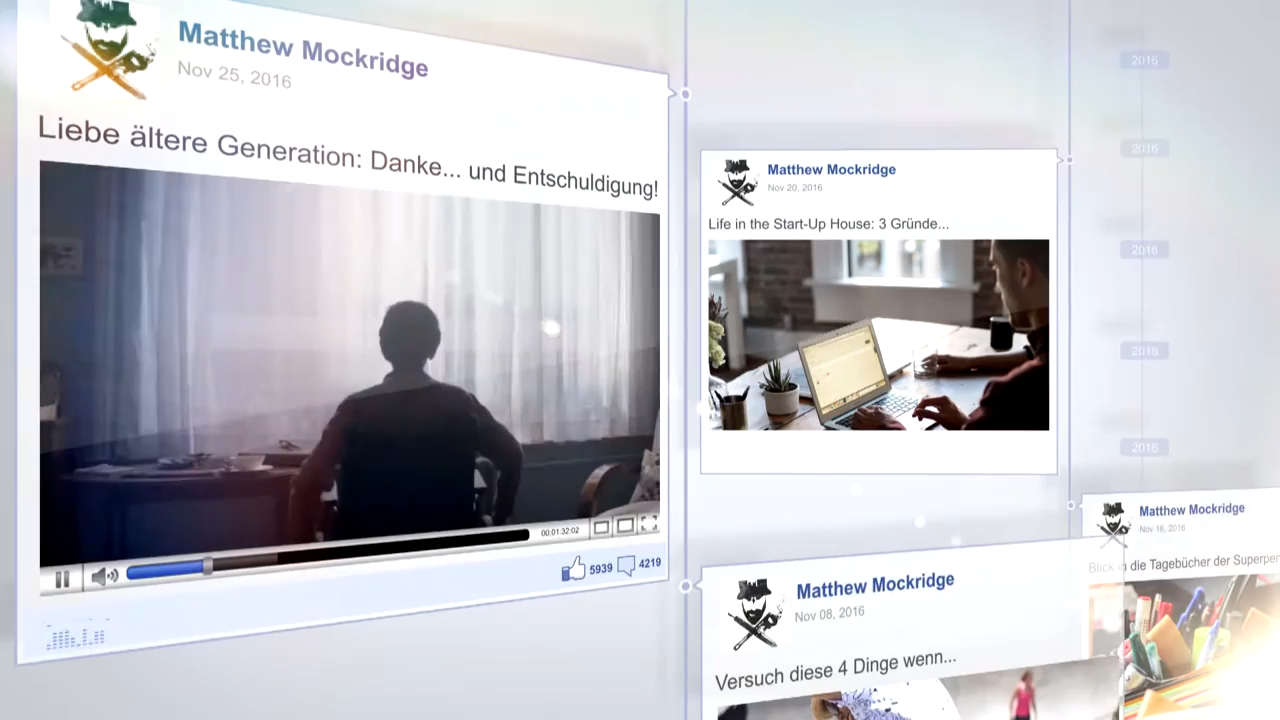 Matthew Mockridge
Nov 25, 2016
Liebe ältere Generation: Danke... und Entschuldigung!
00:01:32:02
5939
4219
Matthew Mockridge
Nov 20, 2016
Life in the Start-Up House: 3 Gründe...
Matthew Mockridge
Nov 16, 2016
Blick in die Tagebücher der Superper
Matthew Mockridge
Nov 08, 2016
Versuch diese 4 Dinge wenn...
2016
2016
2016
2016
2016